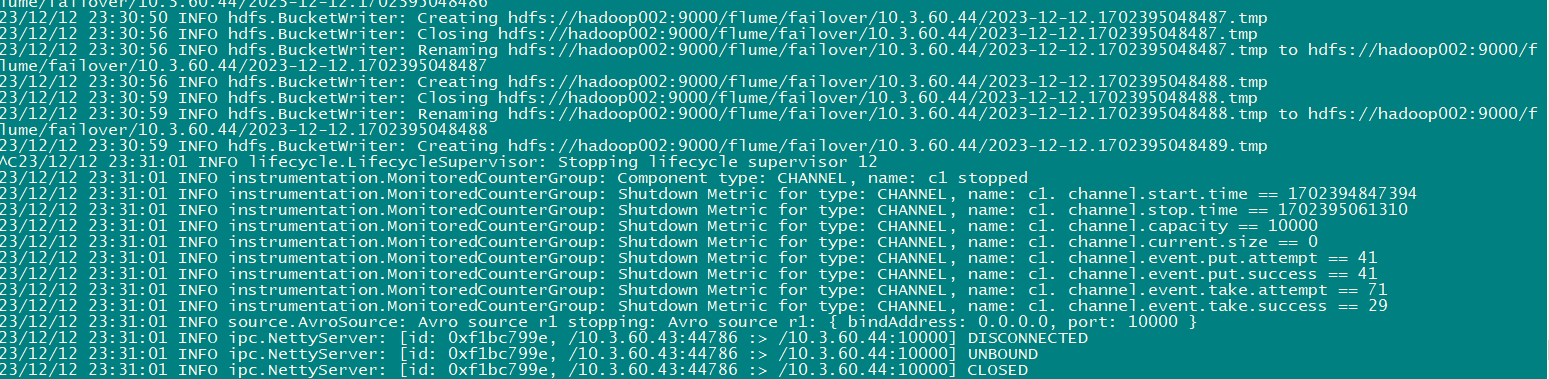 lume/failover/10.3.60.44/2023-12-12.1702395048486
23/12/12 23:30:50 INFO hdfs.BucketWriter: Creating hdfs://hadoop002:9000/flume/failover/10.3.60.44/2023-12-12.1702395048487.tmp
23/12/12 23:30:56 INFO hdfs.BucketWriter: Closing hdfs://hadoop002:9000/flume/failover/10.3.60.44/2023-12-12.1702395048487.tmp
23/12/12 23:30:56 INFO hdfs.BucketWriter: Renaming hdfs://hadoop002:9000/flume/failover/10.3.60.44/2023-12-12.1702395048487.tmp to hdfs://hadoop002:9000/f
lume/failover/10.3.60.44/2023-12-12.1702395048487
23/12/12 23:30:56 INFO hdfs.BucketWriter: Creating hdfs://hadoop002:9000/flume/failover/10.3.60.44/2023-12-12.1702395048488.tmp
23/12/12 23:30:59 INFO hdfs.BucketWriter: Closing hdfs://hadoop002:9000/flume/failover/10.3.60.44/2023-12-12.1702395048488.tmp
23/12/12 23:30:59 INFO hdfs.BucketWriter: Renaming hdfs://hadoop002:9000/flume/failover/10.3.60.44/2023-12-12.1702395048488.tmp to hdfs://hadoop002:9000/f
lume/failover/10.3.60.44/2023-12-12.1702395048488
23/12/12 23:30:59 INFO hdfs.BucketWriter: Creating hdfs://hadoop002:9000/flume/failover/10.3.60.44/2023-12-12.1702395048489.tmp
^C23/12/12 23:31:01 INFO lifecycle.LifecycleSupervisor: Stopping lifecycle supervisor 12
23/12/12 23:31:01 INFO instrumentation.MonitoredCounterGroup: Component type: CHANNEL, name: c1 stopped
23/12/12 23:31:01 INFO instrumentation.MonitoredCounterGroup: Shutdown Metric for type: CHANNEL, name: c1. channel.start.time == 1702394847394
23/12/12 23:31:01 INFO instrumentation.MonitoredCounterGroup: Shutdown Metric for type: CHANNEL, name: c1. channel.stop.time == 1702395061310
23/12/12 23:31:01 INFO instrumentation.MonitoredCounterGroup: Shutdown Metric for type: CHANNEL, name: c1. channel.capacity == 10000
23/12/12 23:31:01 INFO instrumentation.MonitoredCounterGroup: Shutdown Metric for type: CHANNEL, name: c1. channel.current.size == 0
23/12/12 23:31:01 INFO instrumentation.MonitoredCounterGroup: Shutdown Metric for type: CHANNEL, name: c1. channel.event.put.attempt == 41
23/12/12 23:31:01 INFO instrumentation.MonitoredCounterGroup: Shutdown Metric for type: CHANNEL, name: c1. channel.event.put.success == 41
23/12/12 23:31:01 INFO instrumentation.MonitoredCounterGroup: Shutdown Metric for type: CHANNEL, name: c1. channel.event.take.attempt == 71
23/12/12 23:31:01 INFO instrumentation.MonitoredCounterGroup: Shutdown Metric for type: CHANNEL, name: c1. channel.event.take.success == 29
23/12/12 23:31:01 INFO source.AvroSource: Avro source r1 stopping: Avro source r1: { bindAddress: 0.0.0.0, port: 10000 }
23/12/12 23:31:01 INFO ipc.NettyServer: [id: 0xf1bc799e, /10.3.60.43:44786 :> /10.3.60.44:10000] DISCONNECTED
23/12/12 23:31:01 INFO ipc.NettyServer: [id: 0xf1bc799e, /10.3.60.43:44786 :> /10.3.60.44:10000] UNBOUND
23/12/12 23:31:01 INFO ipc.NettyServer: [id: 0xf1bc799e, /10.3.60.43:44786 :> /10.3.60.44:10000] CLOSED